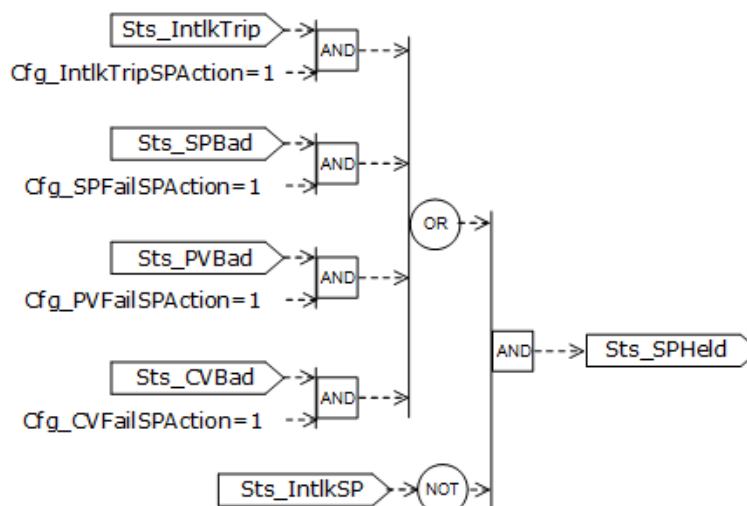 Sts_IntlkTrip
AND
Cfg_IntlkTripSPAction=1
Sts_SPBad
AND
Cfg_SPFailSPAction=1
OR
Sts_PVBad
AND
Cfg_PVFailSPAction=1
AND
Sts_SPHeld
Sts_CVBad
AND
Cfg_CVFailSPAction=1
Sts_IntlkSP
NOT